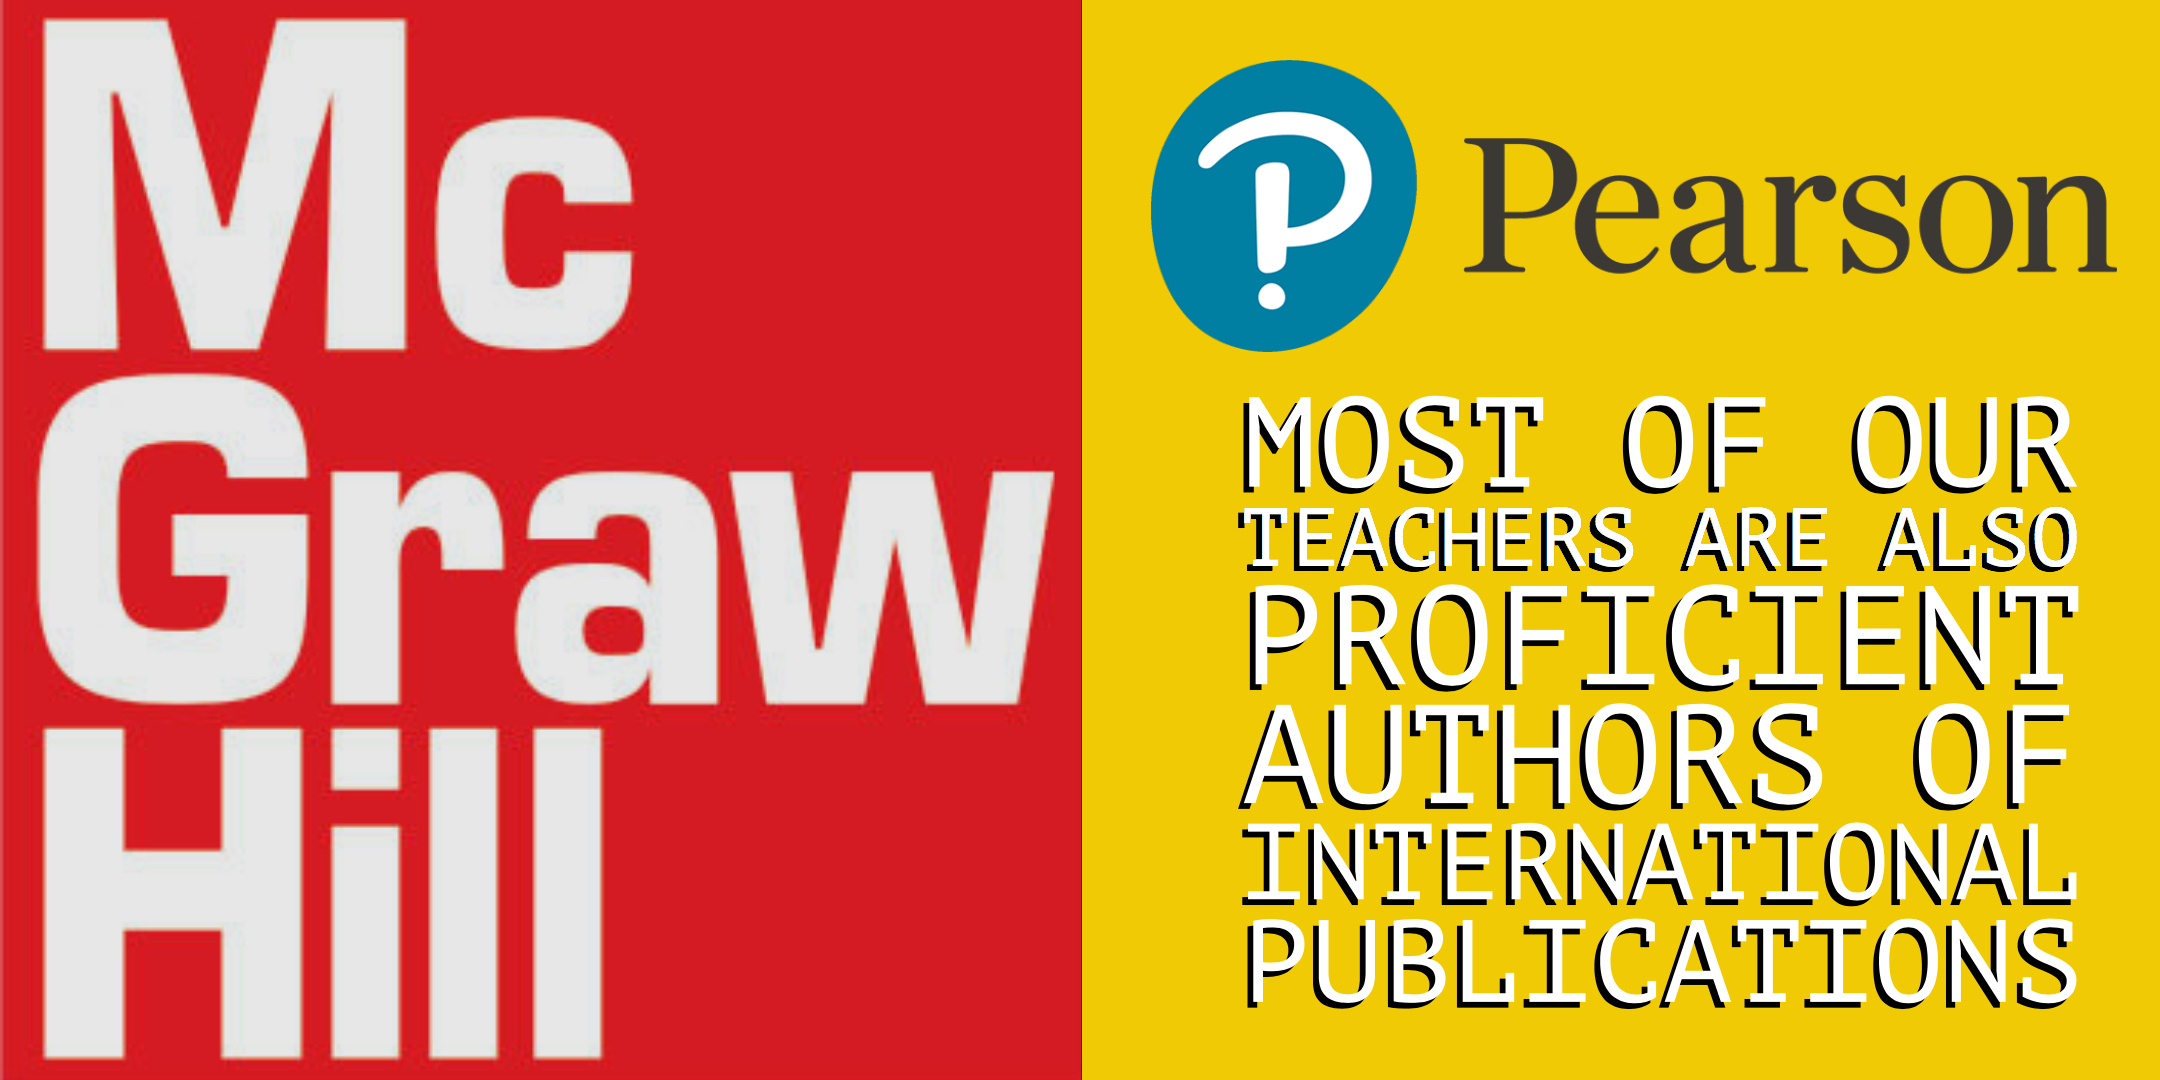 Mc
Graw
Hill
Pearson
MOST OF OUR
TEACHERS ARE ALSO
PROFICIENT
AUTHORS OF
INTERNATIONAL
PUBLICATIONS